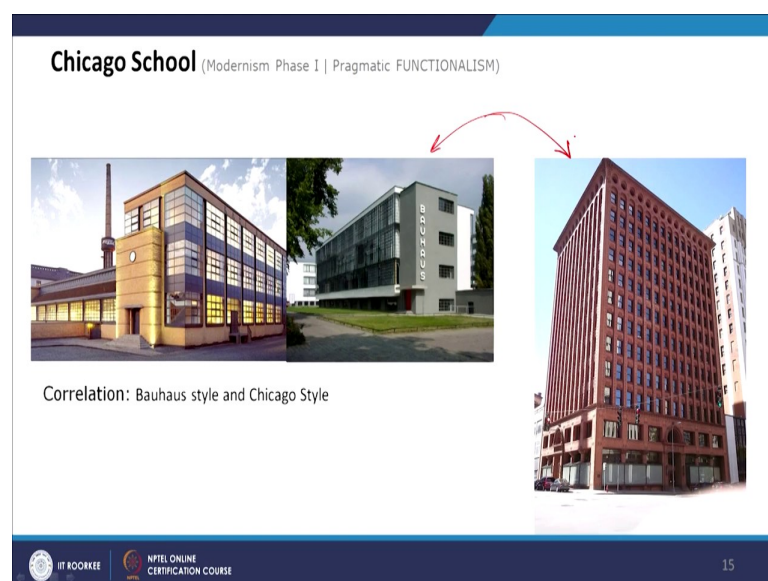 Chicago School (Modernism Phase I | Pragmatic FUNCTIONALISM)
BAUHAUS
Correlation: Bauhaus style and Chicago Style
IIT ROORKEE
NPTEL ONLINE
CERTIFICATION COURSE
15